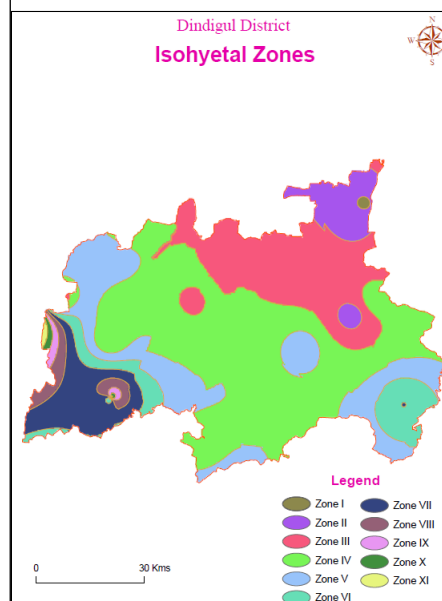 Dindigul District
Isohyetal Zones
N
W
S
Legend
Zone I
Zone II
Zone III
Zone IV
Zone V
Zone VI
Zone VII
Zone VIII
Zone IX
Zone X
Zone XI
0 30 Kms